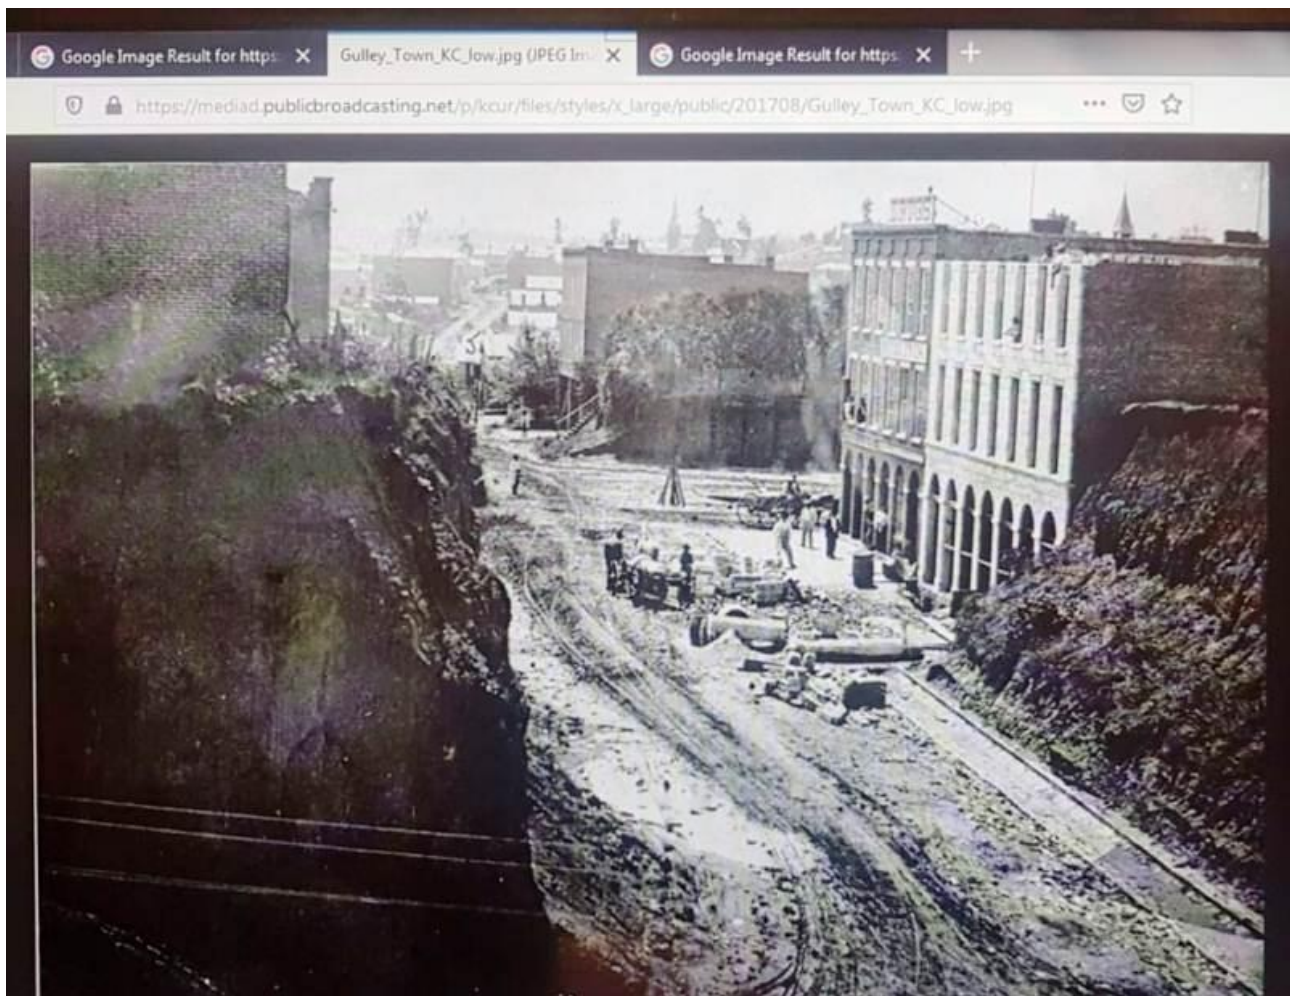 Google Image Result for https:
Gulley_Town_KC_low.jpg (JPEG Im
Google Image Result for https:
https://mediad.publicbroadcasting.net/p/kcur/files/styles/x_large/public/201708/Gulley_Town_KC_low.jpg
DRUGS